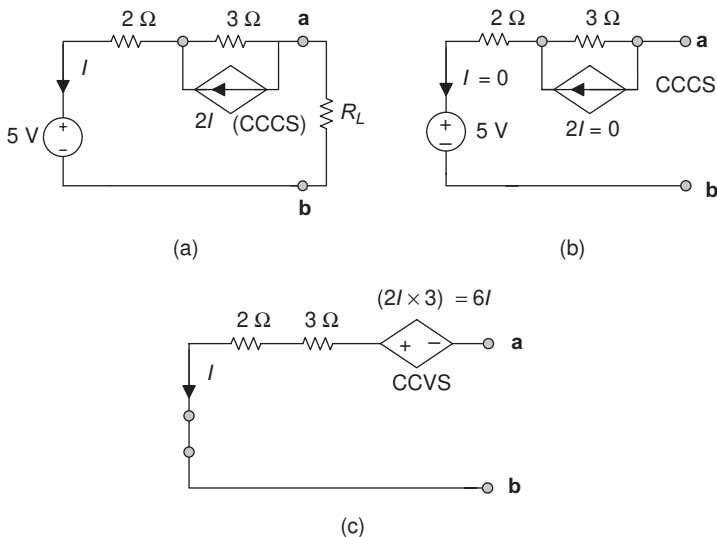 2 Ω
3 Ω
a
I
2I
(CCCS)
5 V
+
−
R_L
b
(a)
2 Ω
3 Ω
a
I = 0
CCCS
+
−
5 V
2I = 0
b
(b)
(2I × 3) = 6I
2 Ω
3 Ω
+ −
a
I
CCVS
b
(c)